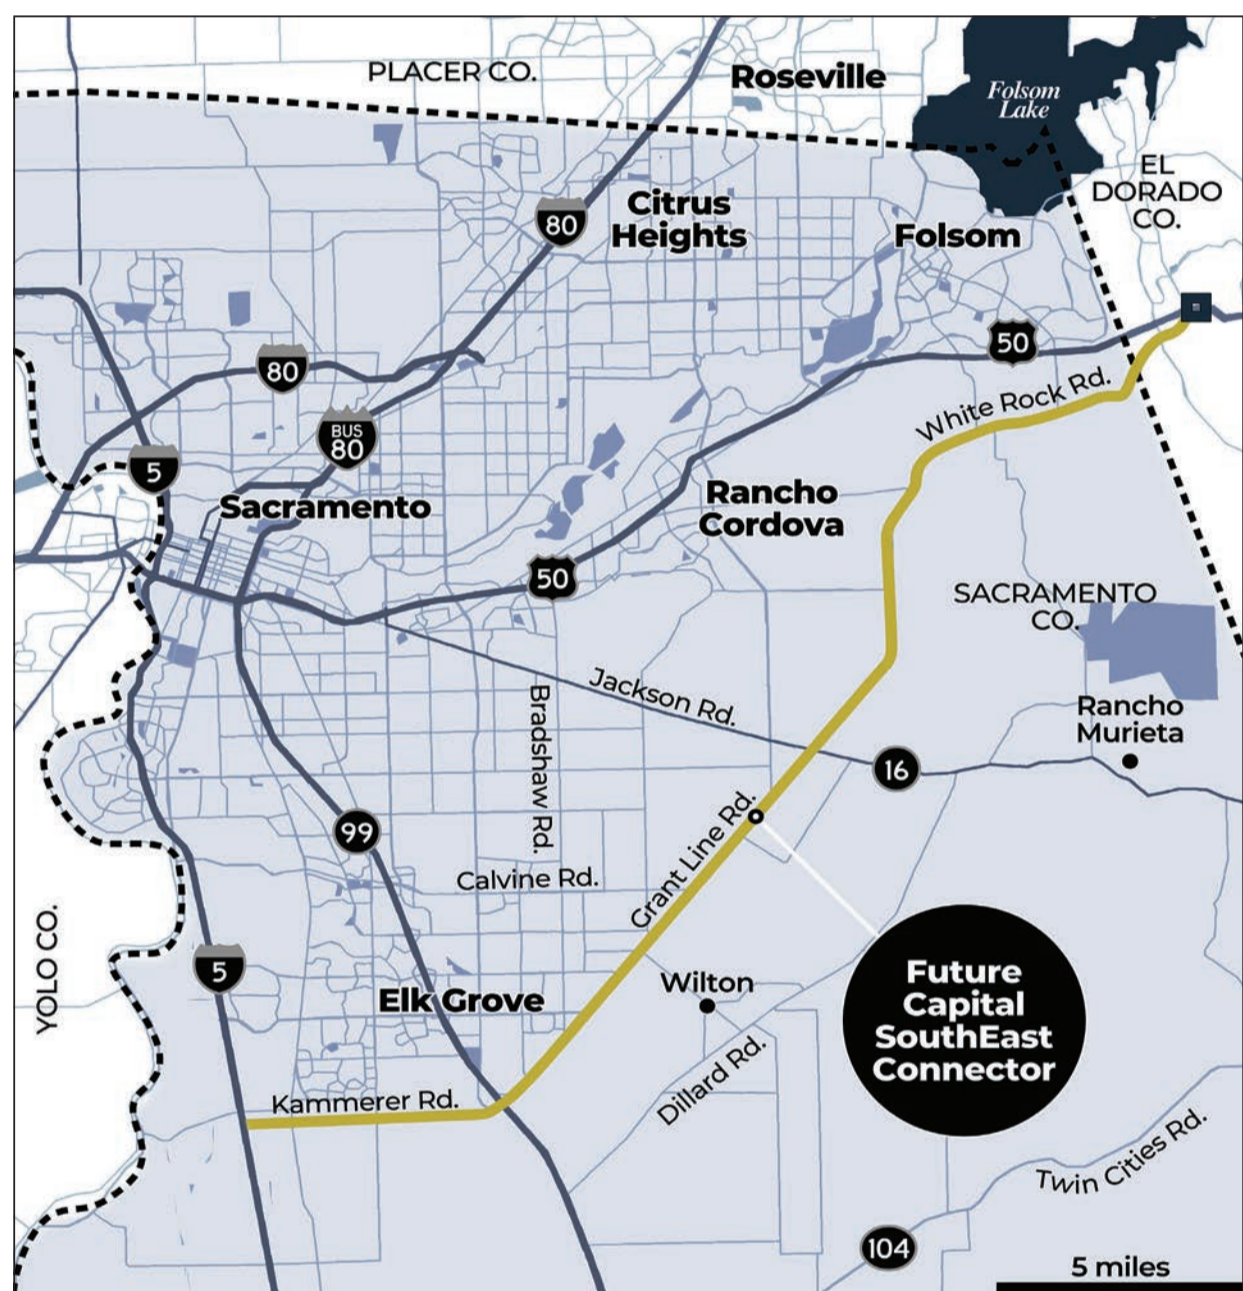 PLACER CO.
Roseville
Folsom
Lake
EL
DORADO
CO.
Citrus
Heights
Folsom
80
50
80
BUS
80
White Rock Rd.
5
Sacramento
Rancho
Cordova
50
SACRAMENTO
CO.
Jackson Rd.
Bradshaw Rd.
Rancho
Murieta
16
99
Grant Line Rd.
Calvine Rd.
YOLO CO.
5
Elk Grove
Wilton
Future
Capital
SouthEast
Connector
Kammerer Rd.
Dillard Rd.
Twin Cities Rd.
104
5 miles